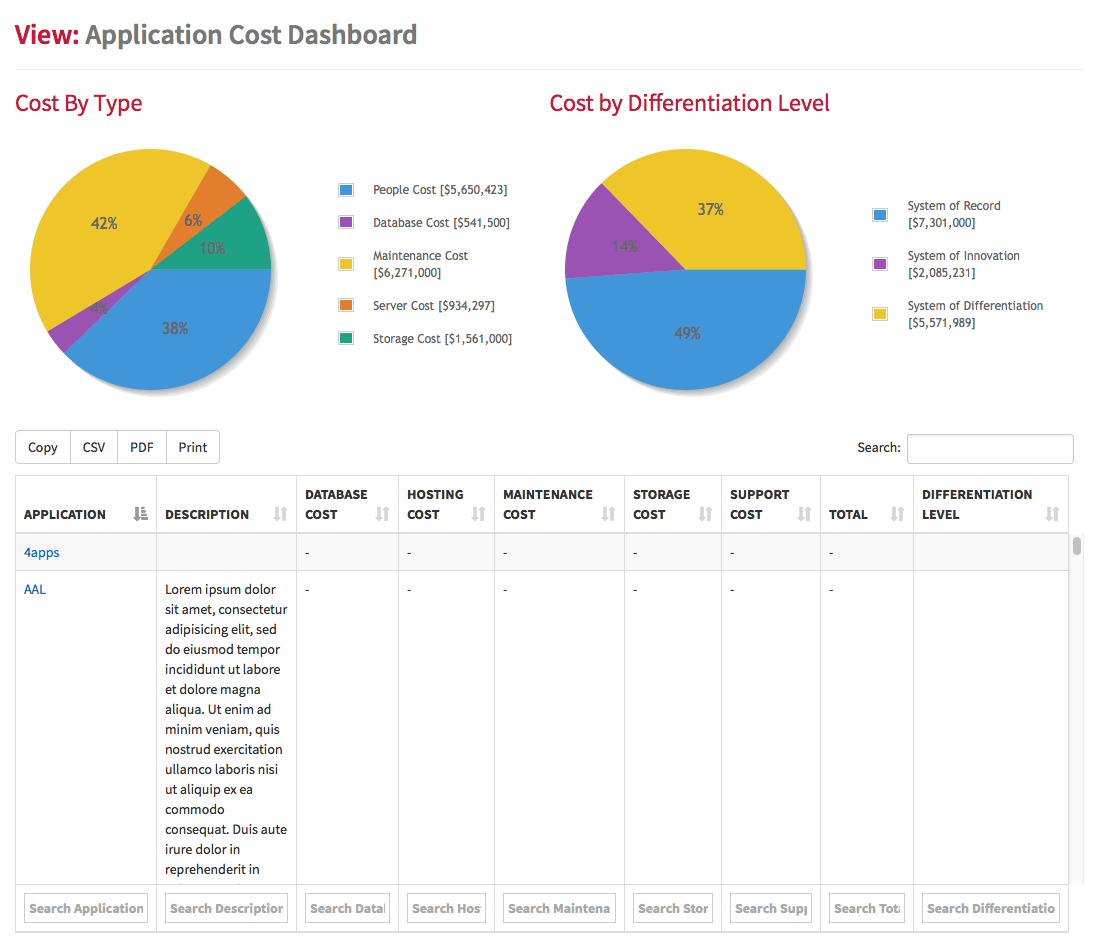 View: Application Cost Dashboard
Cost By Type
42%
6%
10%
4%
38%
People Cost [$5,650,423]
Database Cost [$541,500]
Maintenance Cost
[$6,271,000]
Server Cost [$934,297]
Storage Cost [$1,561,000]
Cost by Differentiation Level
37%
14%
49%
System of Record
[$7,301,000]
System of Innovation
[$2,085,231]
System of Differentiation
[$5,571,989]
Copy CSV PDF Print
Search:
APPLICATION
DESCRIPTION
DATABASE
COST
HOSTING
COST
MAINTENANCE
COST
STORAGE
COST
SUPPORT
COST
TOTAL
DIFFERENTIATION
LEVEL
4apps - - - - - -
AAL
Lorem ipsum dolor
sit amet, consectetur
adipisicing elit, sed
do eiusmod tempor
incididunt ut labore
et dolore magna
aliqua. Ut enim ad
minim veniam, quis
nostrud exercitation
ullamco laboris nisi
ut aliquip ex ea
commodo
consequat. Duis aute
irure dolor in
reprehenderit in
- - - - - -
Search Application Search Description Search Data Search Hos Search Maintena Search Stor Search Sup Search Tot Search Differentiatio